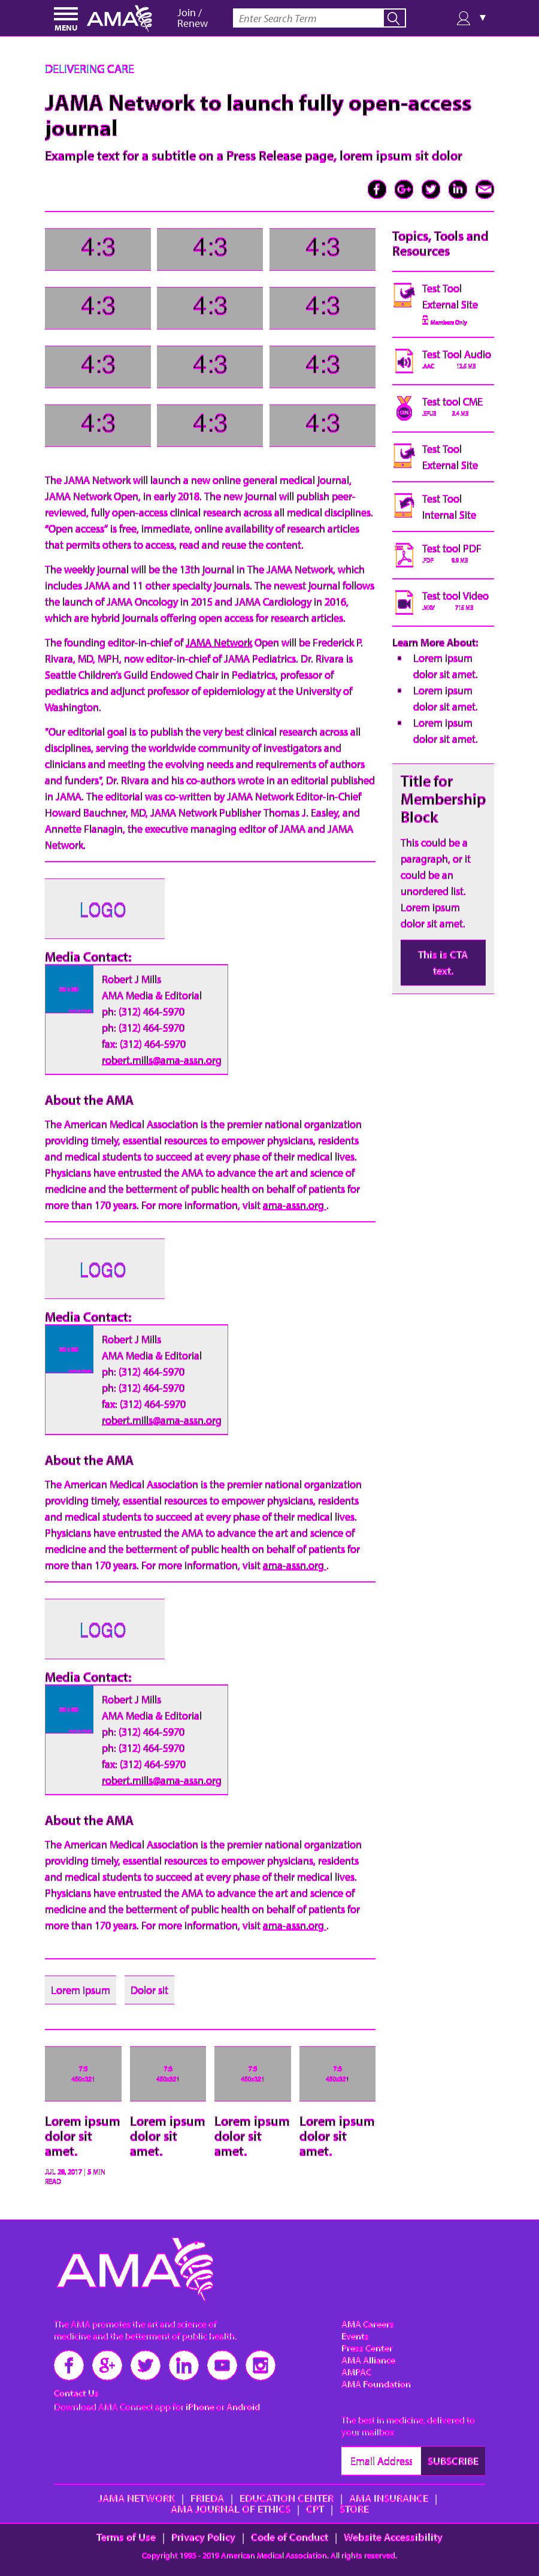 MENU
AMA
Join /
Renew
Enter Search Term
DELIVERING CARE
JAMA Network to launch fully open-access
journal
Example text for a subtitle on a Press Release page, lorem ipsum sit dolor
4:3 4:3 4:3
4:3 4:3 4:3
4:3 4:3 4:3
4:3 4:3 4:3
The JAMA Network will launch a new online general medical journal,
JAMA Network Open, in early 2018. The new journal will publish peer-
reviewed, fully open-access clinical research across all medical disciplines.
“Open access” is free, immediate, online availability of research articles
that permits others to access, read and reuse the content.
The weekly journal will be the 13th journal in The JAMA Network, which
includes JAMA and 11 other specialty journals. The newest journal follows
the launch of JAMA Oncology in 2015 and JAMA Cardiology in 2016,
which are hybrid journals offering open access for research articles.
The founding editor-in-chief of JAMA Network Open will be Frederick P.
Rivara, MD, MPH, now editor-in-chief of JAMA Pediatrics. Dr. Rivara is
Seattle Children's Guild Endowed Chair in Pediatrics, professor of
pediatrics and adjunct professor of epidemiology at the University of
Washington.
"Our editorial goal is to publish the very best clinical research across all
disciplines, serving the worldwide community of investigators and
clinicians and meeting the evolving needs and requirements of authors
and funders", Dr. Rivara and his co-authors wrote in an editorial published
in JAMA. The editorial was co-written by JAMA Network Editor-in-Chief
Howard Bauchner, MD, JAMA Network Publisher Thomas J. Easley, and
Annette Flanagin, the executive managing editor of JAMA and JAMA
Network.
Topics, Tools and
Resources
Test Tool
External Site
Members Only
Test Tool Audio
.AAC 13.5 MB
Test tool CME
.EPUB 3.4 MB
Test Tool
External Site
Test Tool
Internal Site
Test tool PDF
.PDF 9.9 MB
Test tool Video
.MKV 715 MB
Learn More About:
Lorem ipsum
dolor sit amet.
Lorem ipsum
dolor sit amet.
Lorem ipsum
dolor sit amet.
Title for
Membership
Block
This could be a
paragraph, or it
could be an
unordered list.
Lorem ipsum
dolor sit amet.
This is CTA
text.
LOGO
Media Contact:
Robert J Mills
AMA Media & Editorial
ph: (312) 464-5970
ph: (312) 464-5970
fax: (312) 464-5970
robert.mills@ama-assn.org
About the AMA
The American Medical Association is the premier national organization
providing timely, essential resources to empower physicians, residents
and medical students to succeed at every phase of their medical lives.
Physicians have entrusted the AMA to advance the art and science of
medicine and the betterment of public health on behalf of patients for
more than 170 years. For more information, visit ama-assn.org .
LOGO
Media Contact:
Robert J Mills
AMA Media & Editorial
ph: (312) 464-5970
ph: (312) 464-5970
fax: (312) 464-5970
robert.mills@ama-assn.org
About the AMA
The American Medical Association is the premier national organization
providing timely, essential resources to empower physicians, residents
and medical students to succeed at every phase of their medical lives.
Physicians have entrusted the AMA to advance the art and science of
medicine and the betterment of public health on behalf of patients for
more than 170 years. For more information, visit ama-assn.org .
LOGO
Media Contact:
Robert J Mills
AMA Media & Editorial
ph: (312) 464-5970
ph: (312) 464-5970
fax: (312) 464-5970
robert.mills@ama-assn.org
About the AMA
The American Medical Association is the premier national organization
providing timely, essential resources to empower physicians, residents
and medical students to succeed at every phase of their medical lives.
Physicians have entrusted the AMA to advance the art and science of
medicine and the betterment of public health on behalf of patients for
more than 170 years. For more information, visit ama-assn.org .
Lorem ipsum Dolor sit
7:5 7:5 7:5 7:5
450x321 450x321 450x321 450x321
Lorem ipsum Lorem ipsum Lorem ipsum Lorem ipsum
dolor sit dolor sit dolor sit dolor sit
amet. amet. amet. amet.
JUL 28, 2017 | 5 MIN
READ
AMA
The AMA promotes the art and science of
medicine and the betterment of public health.
Contact Us
Download AMA Connect app for iPhone or Android
AMA Careers
Events
Press Center
AMA Alliance
AMPAC
AMA Foundation
The best in medicine, delivered to
your mailbox
Email Address SUBSCRIBE
JAMA NETWORK | FRIEDA | EDUCATION CENTER | AMA INSURANCE |
AMA JOURNAL OF ETHICS | CPT | STORE
Terms of Use | Privacy Policy | Code of Conduct | Website Accessibility
Copyright 1995 - 2019 American Medical Association. All rights reserved.